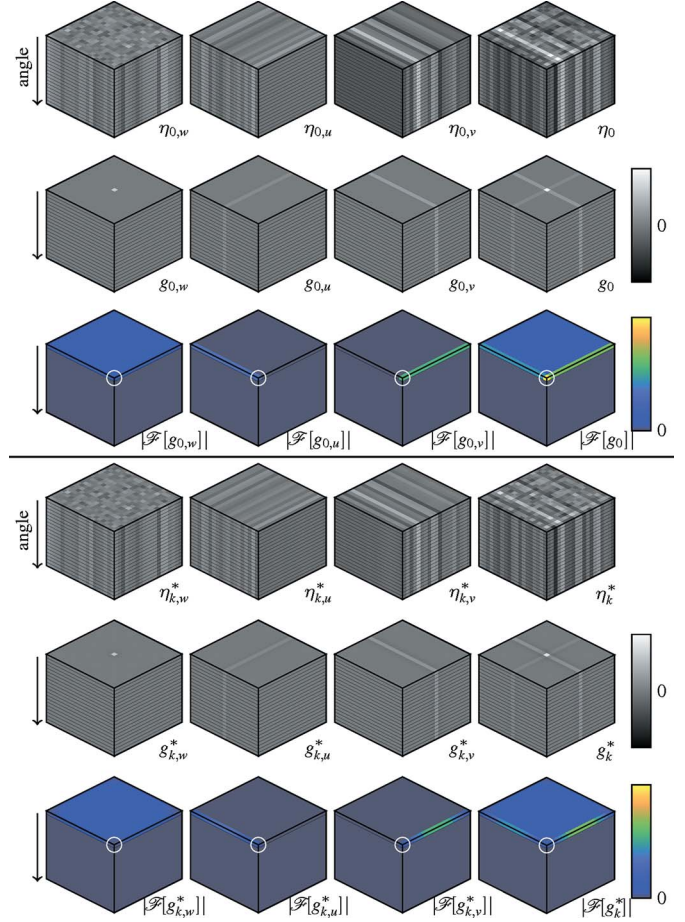 angle
η₀,w η₀,u η₀,v η₀
g₀,w g₀,u g₀,v g₀
0
|ℱ[g₀,w]| |ℱ[g₀,u]| |ℱ[g₀,v]| |ℱ[g₀]|
0
angle
η*k,w η*k,u η*k,v η*k
g*k,w g*k,u g*k,v g*k
0
|ℱ[g*k,w]| |ℱ[g*k,u]| |ℱ[g*k,v]| |ℱ[g*k]|
0